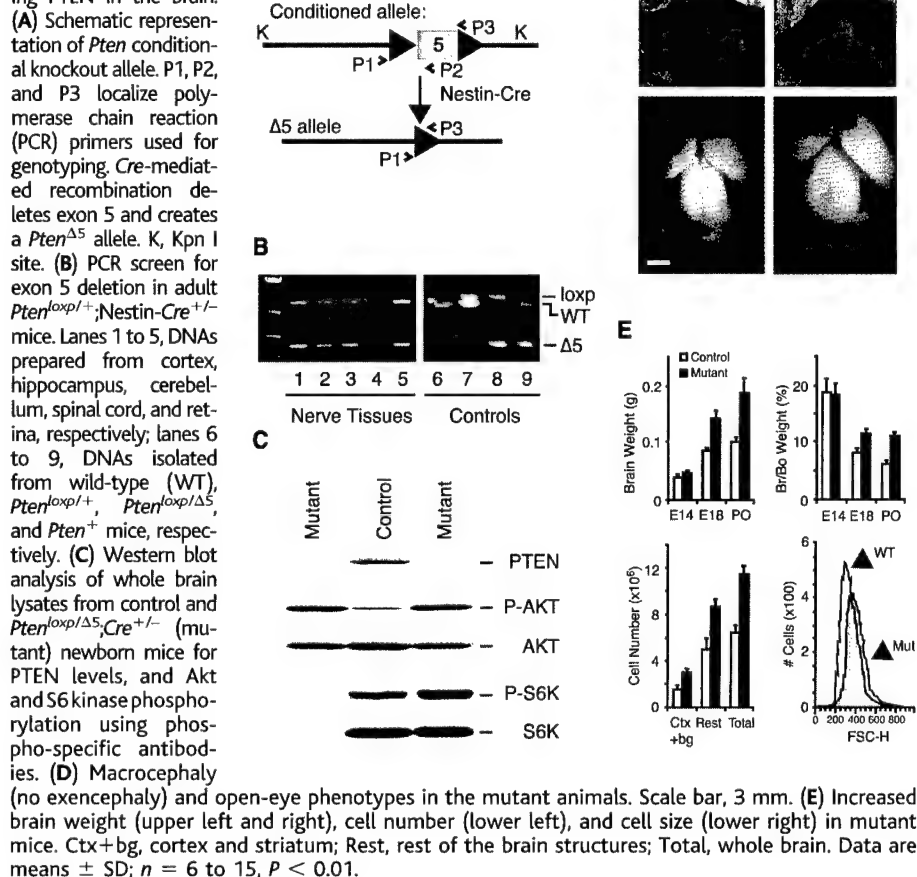 ing PTEN in the brain.
(A) Schematic represen-
tation of Pten condition-
al knockout allele. P1, P2,
and P3 localize poly-
merase chain reaction
(PCR) primers used for
genotyping. Cre-mediat-
ed recombination de-
letes exon 5 and creates
a Pten^Δ5 allele. K, Kpn I
site. (B) PCR screen for
exon 5 deletion in adult
Pten^loxp/+;Nestin-Cre^+/−
mice. Lanes 1 to 5, DNAs
prepared from cortex,
hippocampus, cerebel-
lum, spinal cord, and ret-
ina, respectively; lanes 6
to 9, DNAs isolated
from wild-type (WT),
Pten^loxp/+, Pten^loxp/Δ5,
and Pten^+ mice, respec-
tively. (C) Western blot
analysis of whole brain
lysates from control and
Pten^loxp/Δ5;Cre^+/− (mu-
tant) newborn mice for
PTEN levels, and Akt
and S6 kinase phospho-
rylation using phos-
pho-specific antibod-
ies. (D) Macrocephaly
(no exencephaly) and open-eye phenotypes in the mutant animals. Scale bar, 3 mm. (E) Increased
brain weight (upper left and right), cell number (lower left), and cell size (lower right) in mutant
mice. Ctx+bg, cortex and striatum; Rest, rest of the brain structures; Total, whole brain. Data are
means ± SD; n = 6 to 15, P < 0.01.
Conditioned allele:
K P1 5 P2 P3 K
Nestin-Cre
Δ5 allele
P1 P3
B
loxp
WT
Δ5
1 2 3 4 5 6 7 8 9
Nerve Tissues Controls
C
Mutant Control Mutant
PTEN
P-AKT
AKT
P-S6K
S6K
E
Control
Mutant
Brain Weight (g)
0.2
0.1
0
E14 E18 PO
Br/Bo Weight (%)
20
10
0
E14 E18 PO
Cell Number (x10^6)
12
8
4
0
Ctx Rest Total
+bg
# Cells (x100)
6
4
2
0
WT
Mut
0 200 400 600 800
FSC-H